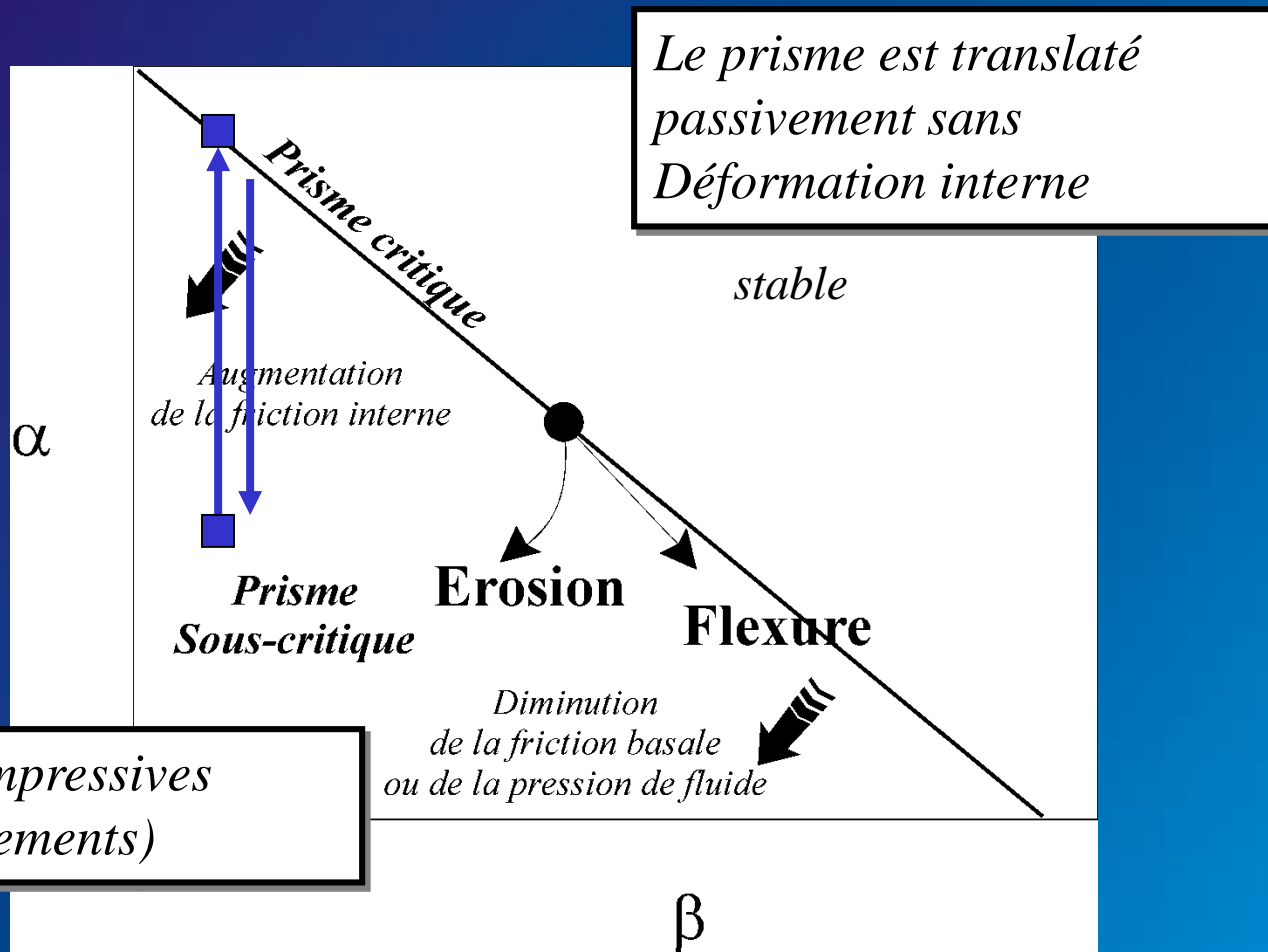 Le prisme est translaté
passivement sans
Déformation interne
Prisme critique
stable
Augmentation
de la friction interne
α
Prisme
Sous-critique
Erosion
Flexure
Diminution
de la friction basale
ou de la pression de fluide
mpressives
ements)
β